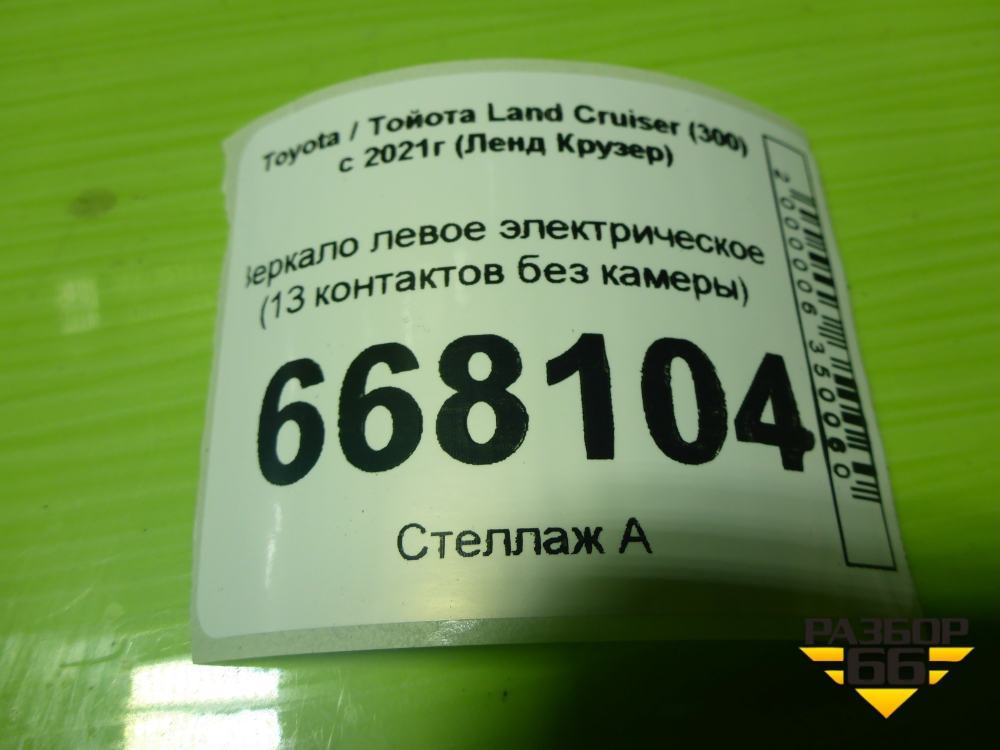 Toyota / Тойота Land Cruiser (300)
с 2021г (Ленд Крузер)
Зеркало левое электрическое
(13 контактов без камеры)
668104
Стеллаж А
2000006350060
РАЗБОР
66